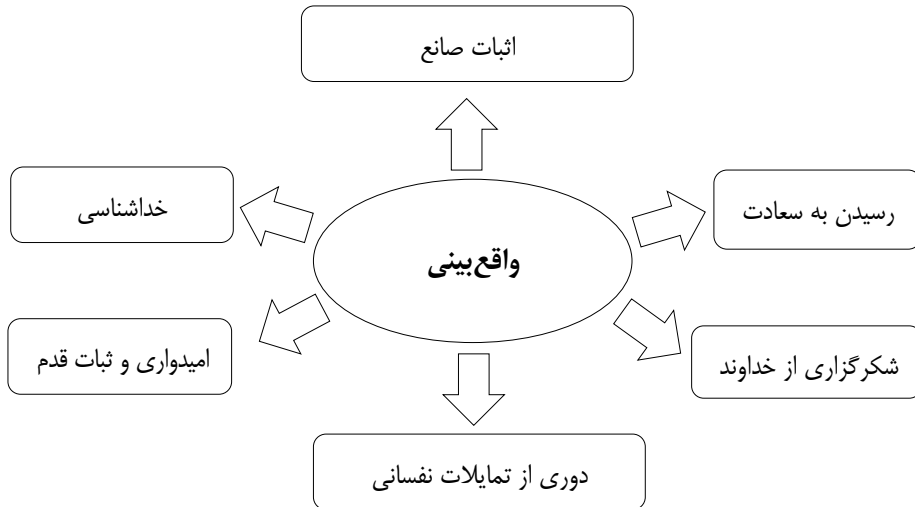 اثبات صانع
رسیدن به سعادت
خداشناسی
واقع‌بینی
شکرگزاری از خداوند
امیدواری و ثبات قدم
دوری از تمایلات نفسانی